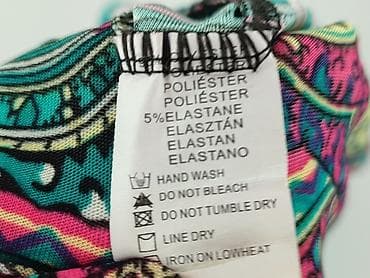 POLIÉSTER
POLIÉSTER
5%ELASTANE
ELASZTÁN
ELASTAN
ELASTANO
HAND WASH
DO NOT BLEACH
DO NOT TUMBLE DRY
LINE DRY
IRON ON LOWHEAT